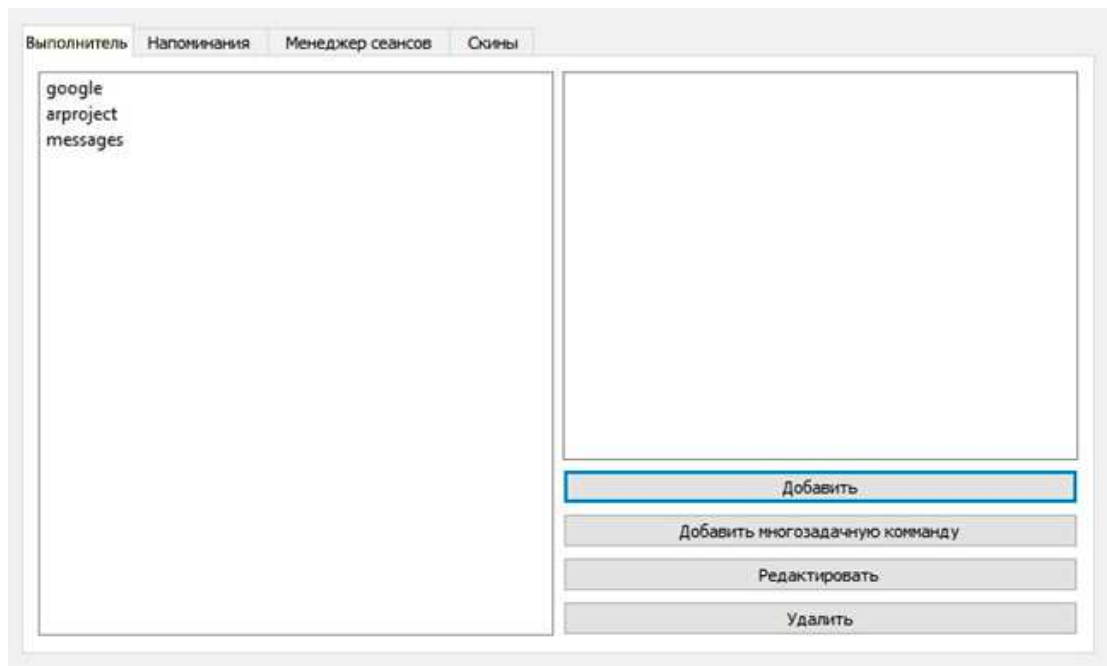 Выполнитель Напоминания Менеджер сеансов Скины
google
arproject
messages
Добавить
Добавить многозадачную комманду
Редактировать
Удалить